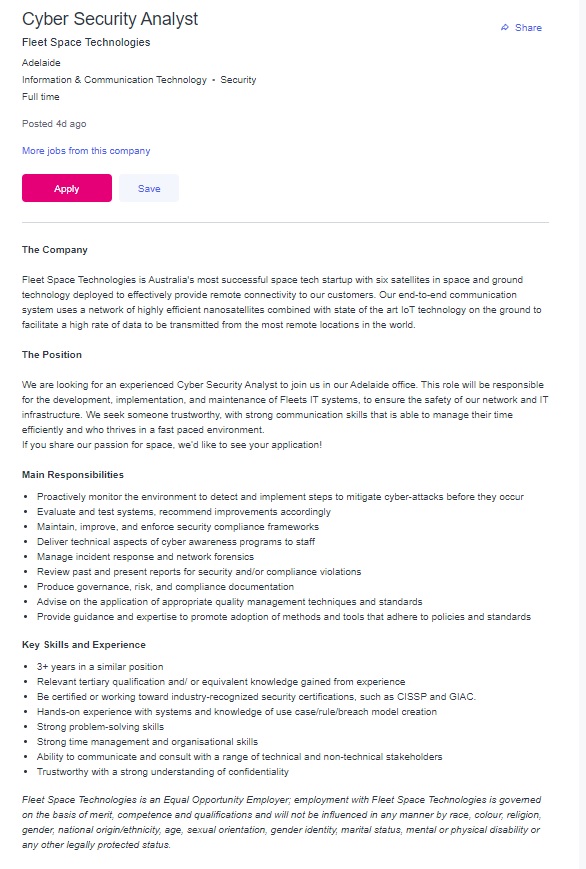 Cyber Security Analyst
Share
Fleet Space Technologies
Adelaide
Information & Communication Technology • Security
Full time
Posted 4d ago
More jobs from this company
Apply
Save
The Company
Fleet Space Technologies is Australia's most successful space tech startup with six satellites in space and ground
technology deployed to effectively provide remote connectivity to our customers. Our end-to-end communication
system uses a network of highly efficient nanosatellites combined with state of the art IoT technology on the ground to
facilitate a high rate of data to be transmitted from the most remote locations in the world.
The Position
We are looking for an experienced Cyber Security Analyst to join us in our Adelaide office. This role will be responsible
for the development, implementation, and maintenance of Fleets IT systems, to ensure the safety of our network and IT
infrastructure. We seek someone trustworthy, with strong communication skills that is able to manage their time
efficiently and who thrives in a fast paced environment.
If you share our passion for space, we'd like to see your application!
Main Responsibilities
• Proactively monitor the environment to detect and implement steps to mitigate cyber-attacks before they occur
• Evaluate and test systems, recommend improvements accordingly
• Maintain, improve, and enforce security compliance frameworks
• Deliver technical aspects of cyber awareness programs to staff
• Manage incident response and network forensics
• Review past and present reports for security and/or compliance violations
• Produce governance, risk, and compliance documentation
• Advise on the application of appropriate quality management techniques and standards
• Provide guidance and expertise to promote adoption of methods and tools that adhere to policies and standards
Key Skills and Experience
• 3+ years in a similar position
• Relevant tertiary qualification and/ or equivalent knowledge gained from experience
• Be certified or working toward industry-recognized security certifications, such as CISSP and GIAC.
• Hands-on experience with systems and knowledge of use case/rule/breach model creation
• Strong problem-solving skills
• Strong time management and organisational skills
• Ability to communicate and consult with a range of technical and non-technical stakeholders
• Trustworthy with a strong understanding of confidentiality
Fleet Space Technologies is an Equal Opportunity Employer; employment with Fleet Space Technologies is governed
on the basis of merit, competence and qualifications and will not be influenced in any manner by race, colour, religion,
gender, national origin/ethnicity, age, sexual orientation, gender identity, marital status, mental or physical disability or
any other legally protected status.